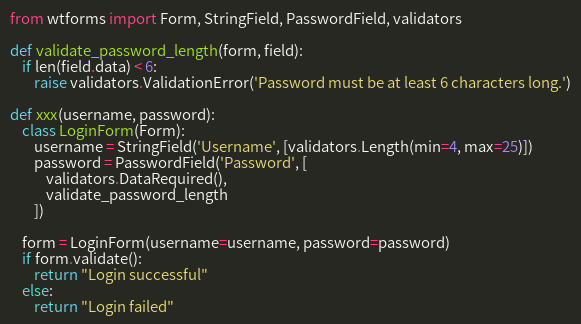 from wtforms import Form, StringField, PasswordField, validators

def validate_password_length(form, field):
    if len(field.data) < 6:
        raise validators.ValidationError('Password must be at least 6 characters long.')

def xxx(username, password):
    class LoginForm(Form):
        username = StringField('Username', [validators.Length(min=4, max=25)])
        password = PasswordField('Password', [
            validators.DataRequired(),
            validate_password_length
        ])

    form = LoginForm(username=username, password=password)
    if form.validate():
        return "Login successful"
    else:
        return "Login failed"